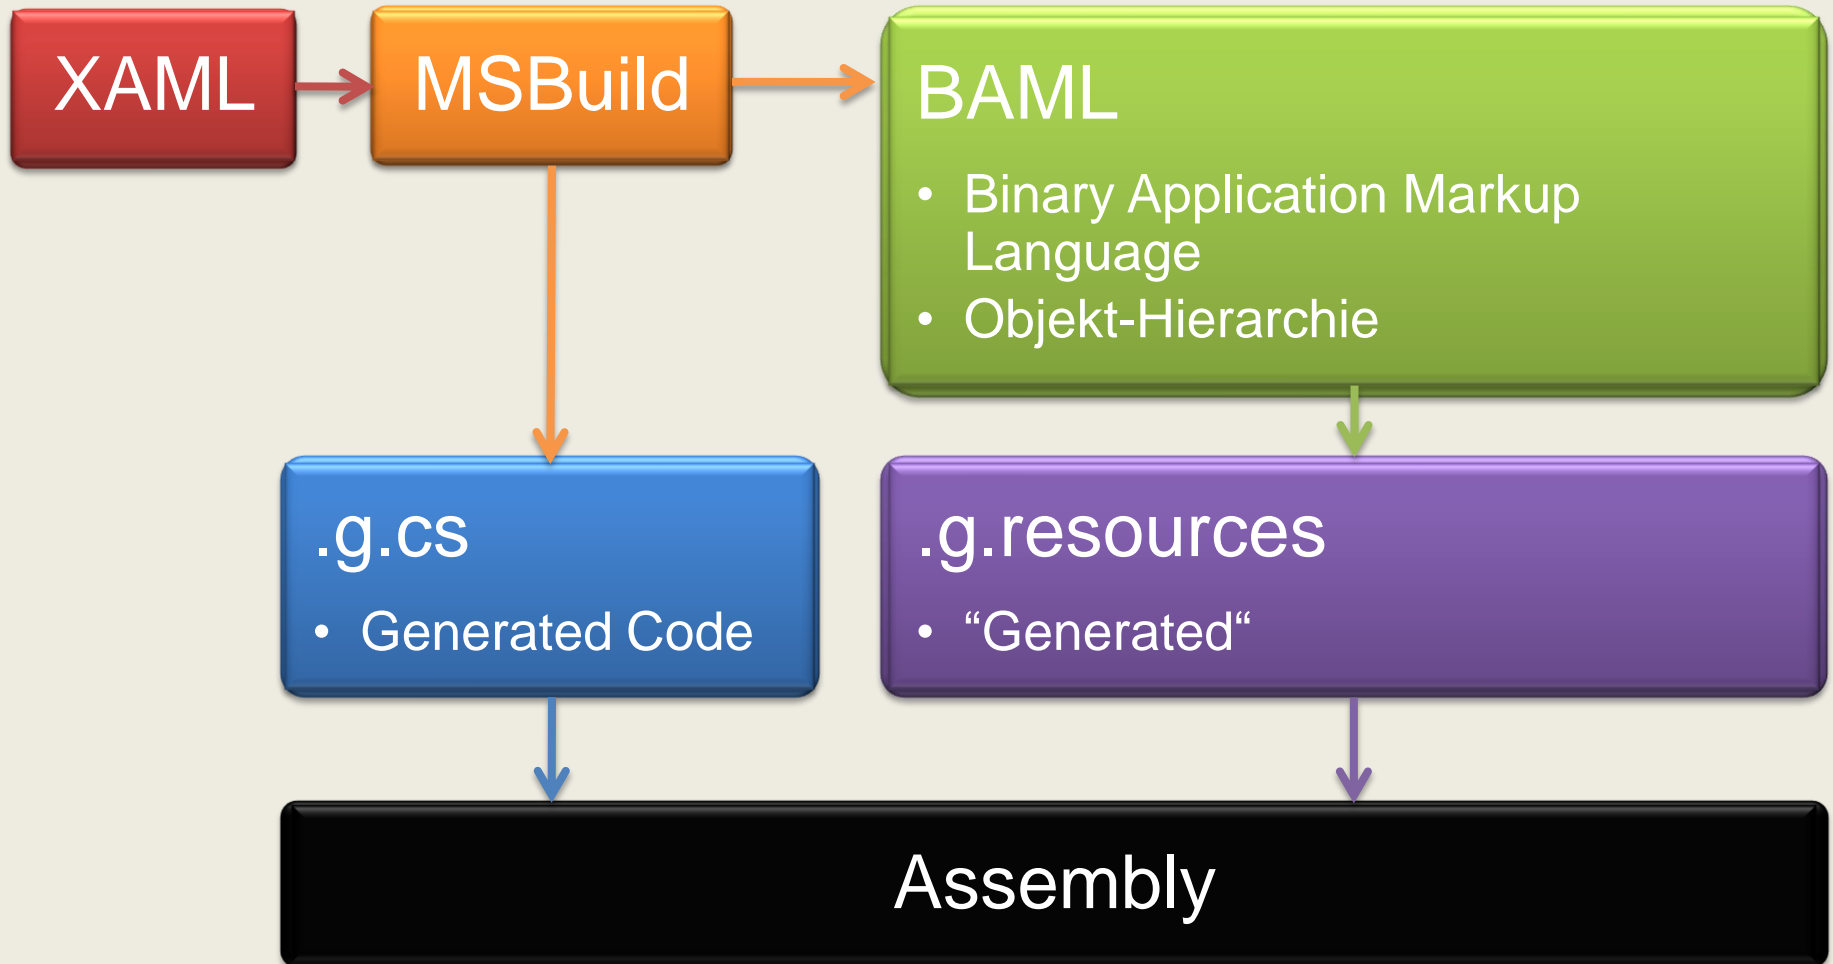 XAML
MSBuild
BAML
• Binary Application Markup
Language
• Objekt-Hierarchie
.g.cs
• Generated Code
.g.resources
• “Generated“
Assembly